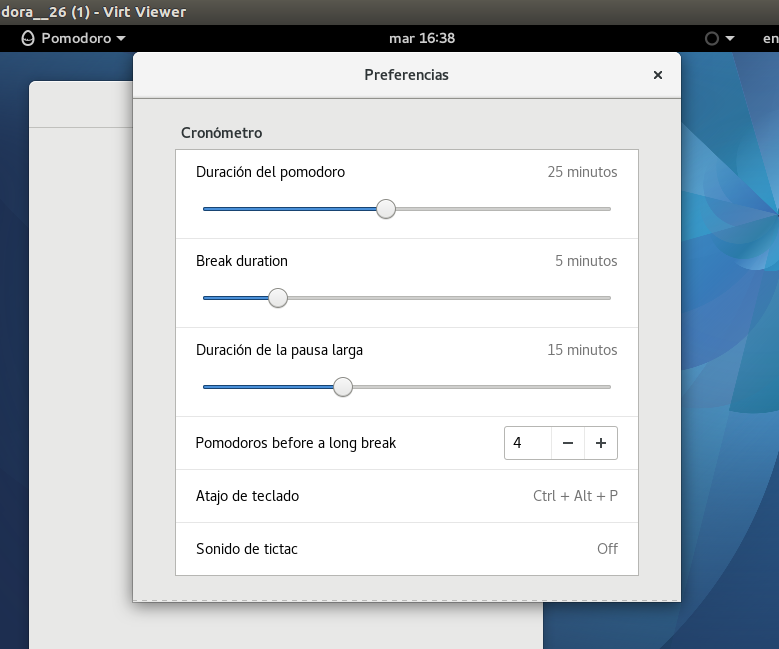 dora__26 (1) - Virt Viewer
Pomodoro mar 16:38 en
Preferencias
Cronómetro
Duración del pomodoro 25 minutos
Break duration 5 minutos
Duración de la pausa larga 15 minutos
Pomodoros before a long break 4 − +
Atajo de teclado Ctrl + Alt + P
Sonido de tictac Off